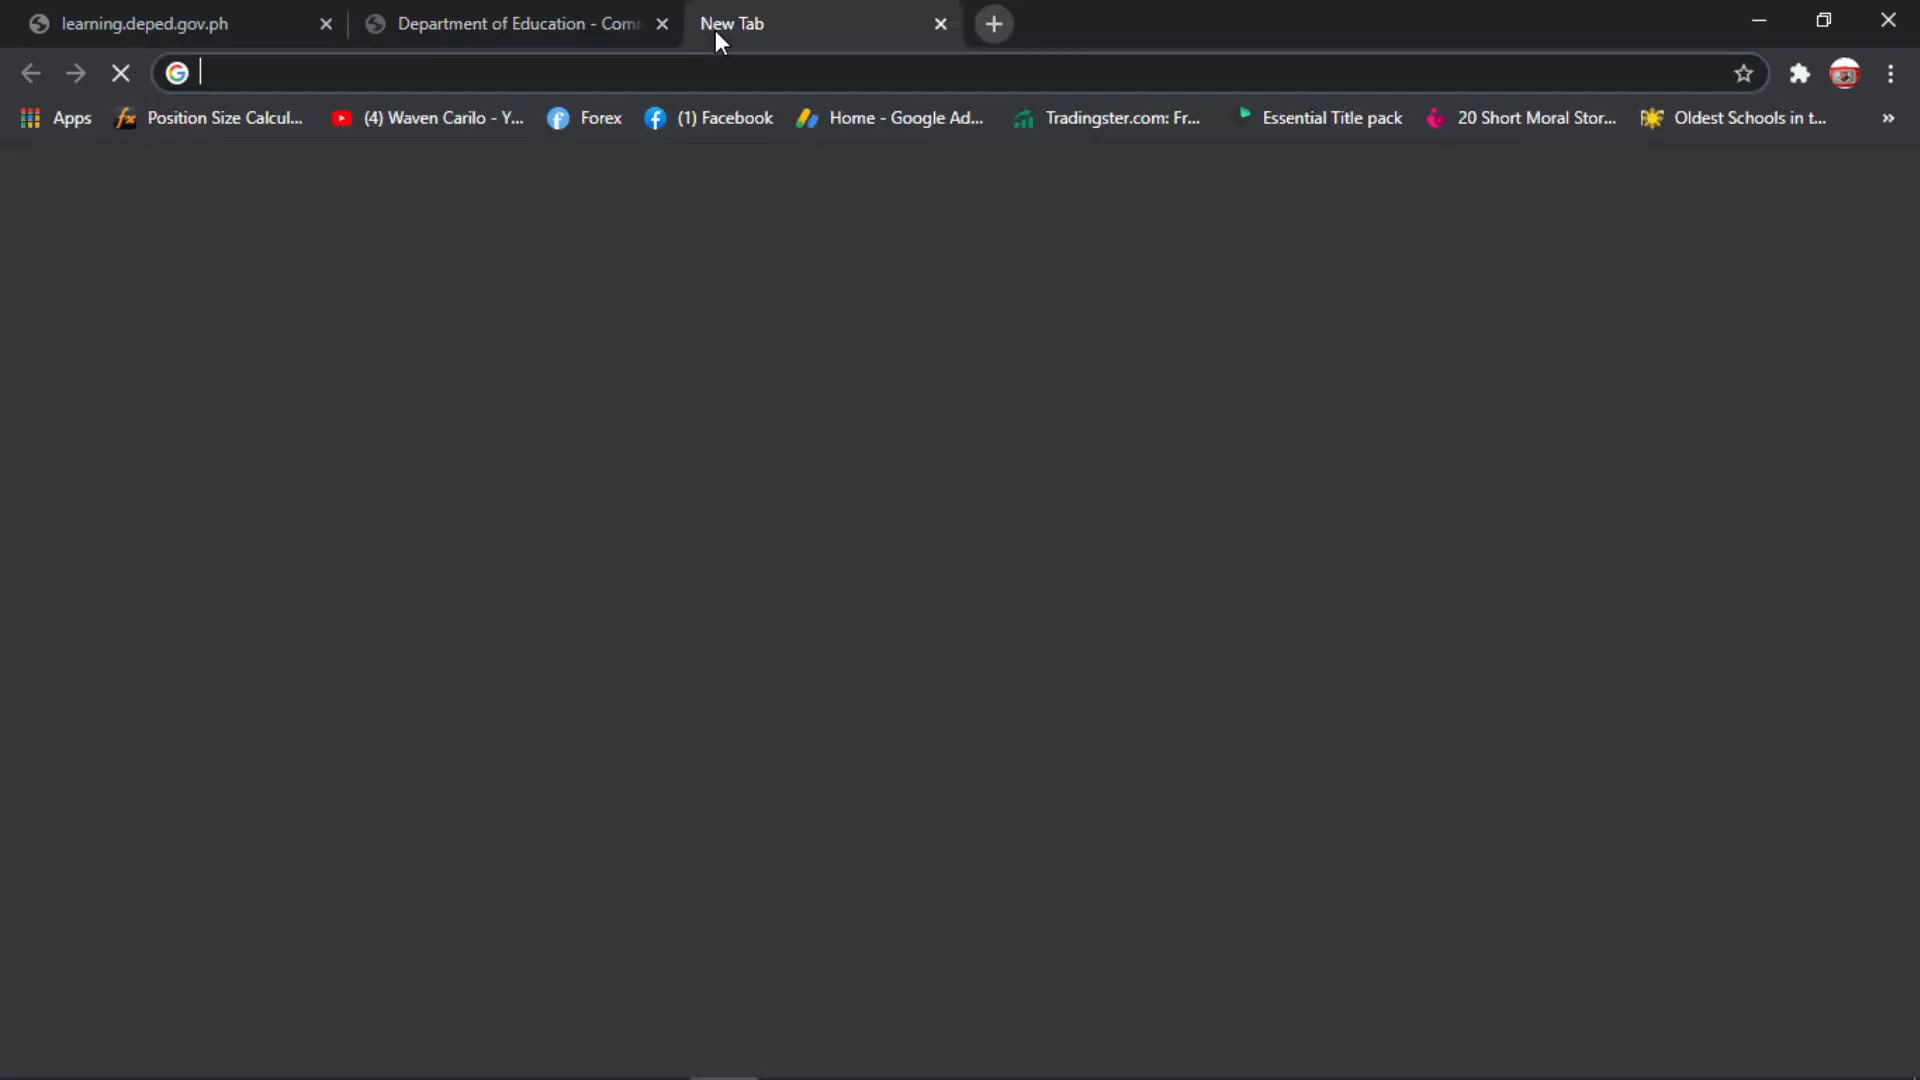 learning.deped.gov.ph
Department of Education - Com
New Tab
Apps
Position Size Calcul...
(4) Waven Carilo - Y...
Forex
(1) Facebook
Home - Google Ad...
Tradingster.com: Fr...
Essential Title pack
20 Short Moral Stor...
Oldest Schools in t...